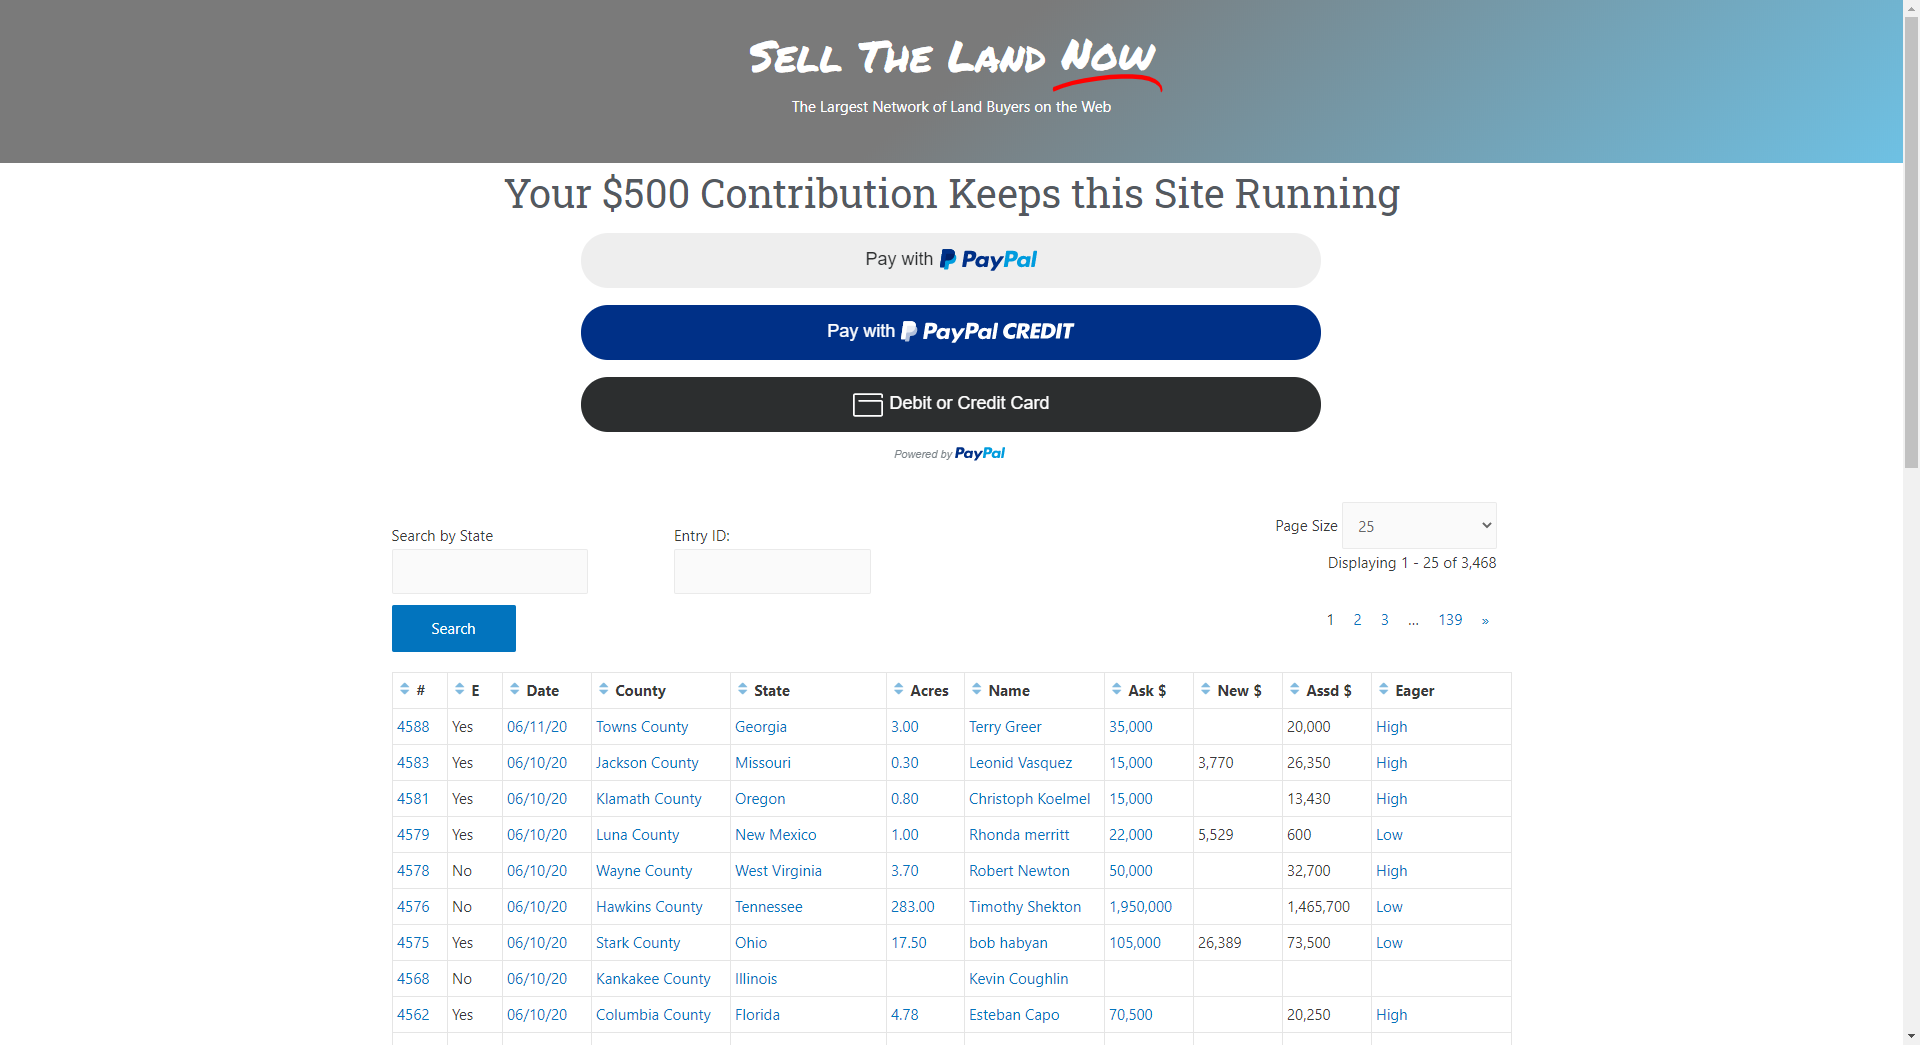 Sell The Land Now
The Largest Network of Land Buyers on the Web
Your $500 Contribution Keeps this Site Running
Pay with PayPal
Pay with PayPal CREDIT
Debit or Credit Card
Powered by PayPal
Page Size 25
Search by State Entry ID:
Displaying 1 - 25 of 3,468
Search
1 2 3 ... 139 »
# E Date County State Acres Name Ask $ New $ Assd $ Eager
4588 Yes 06/11/20 Towns County Georgia 3.00 Terry Greer 35,000 20,000 High
4583 Yes 06/10/20 Jackson County Missouri 0.30 Leonid Vasquez 15,000 3,770 26,350 High
4581 Yes 06/10/20 Klamath County Oregon 0.80 Christoph Koelmel 15,000 13,430 High
4579 Yes 06/10/20 Luna County New Mexico 1.00 Rhonda merritt 22,000 5,529 600 Low
4578 No 06/10/20 Wayne County West Virginia 3.70 Robert Newton 50,000 32,700 High
4576 No 06/10/20 Hawkins County Tennessee 283.00 Timothy Shekton 1,950,000 1,465,700 Low
4575 Yes 06/10/20 Stark County Ohio 17.50 bob habyan 105,000 26,389 73,500 Low
4568 No 06/10/20 Kankakee County Illinois Kevin Coughlin
4562 Yes 06/10/20 Columbia County Florida 4.78 Esteban Capo 70,500 20,250 High